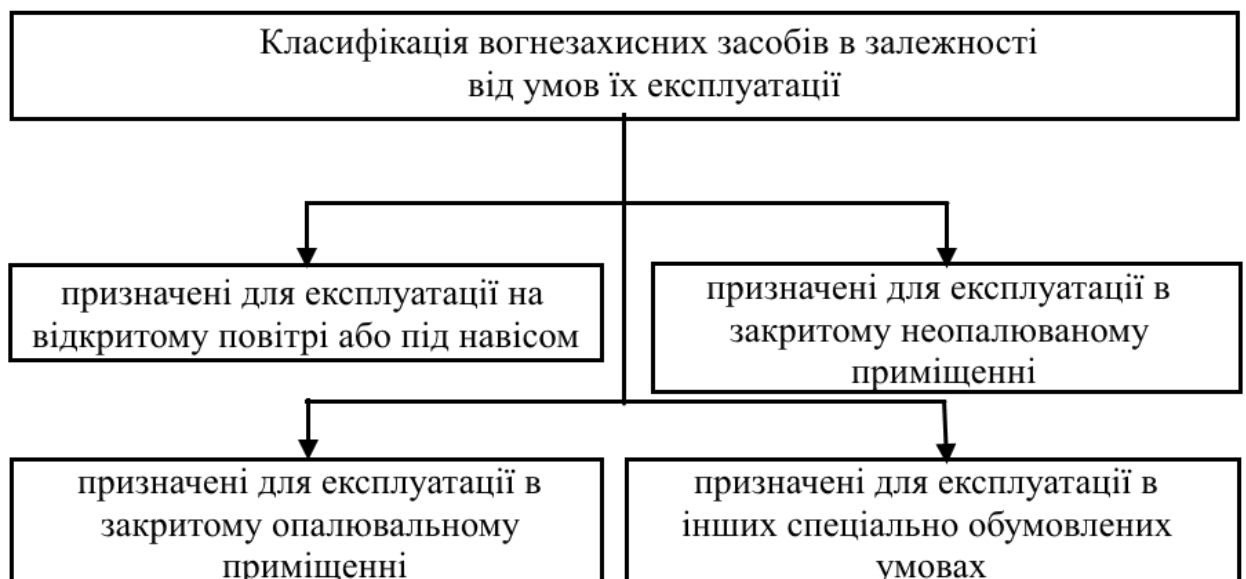 Класифікація вогнезахисних засобів в залежності
від умов їх експлуатації
призначені для експлуатації на
відкритому повітрі або під навісом
призначені для експлуатації в
закритому неопалюваному
приміщенні
призначені для експлуатації в
закритому опалювальному
приміщенні
призначені для експлуатації в
інших спеціально обумовлених
умовах